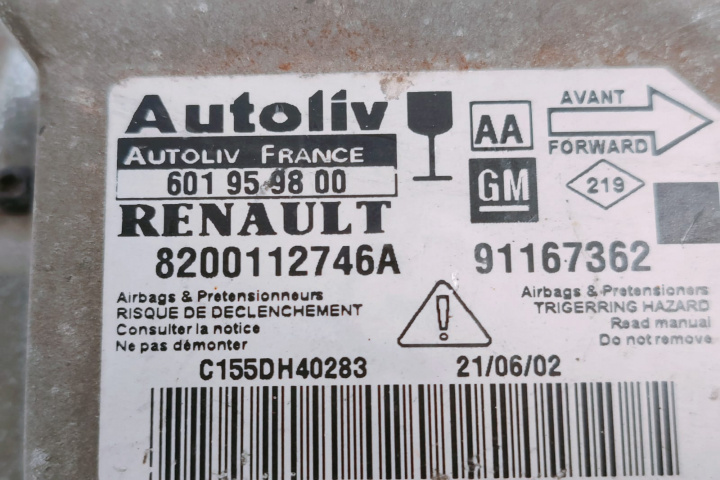 Autoliv
AUTOLIV FRANCE
601 95 98 00
RENAULT
8200112746A
AA
GM
AVANT
FORWARD
219
91167362
Airbags & Pretensionneurs
RISQUE DE DECLENCHEMENT
Consulter la notice
Ne pas démonter
Airbags & Pretensioners
TRIGERRING HAZARD
Read manual
Do not remove
C155DH40283
21/06/02